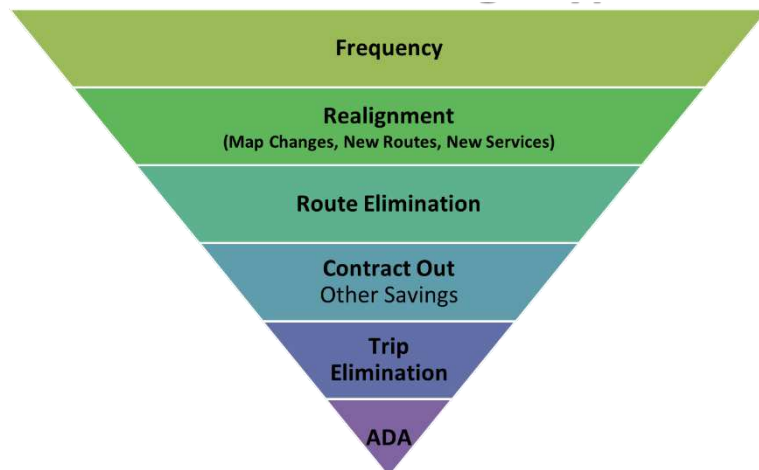 Frequency
Realignment
(Map Changes, New Routes, New Services)
Route Elimination
Contract Out
Other Savings
Trip
Elimination
ADA